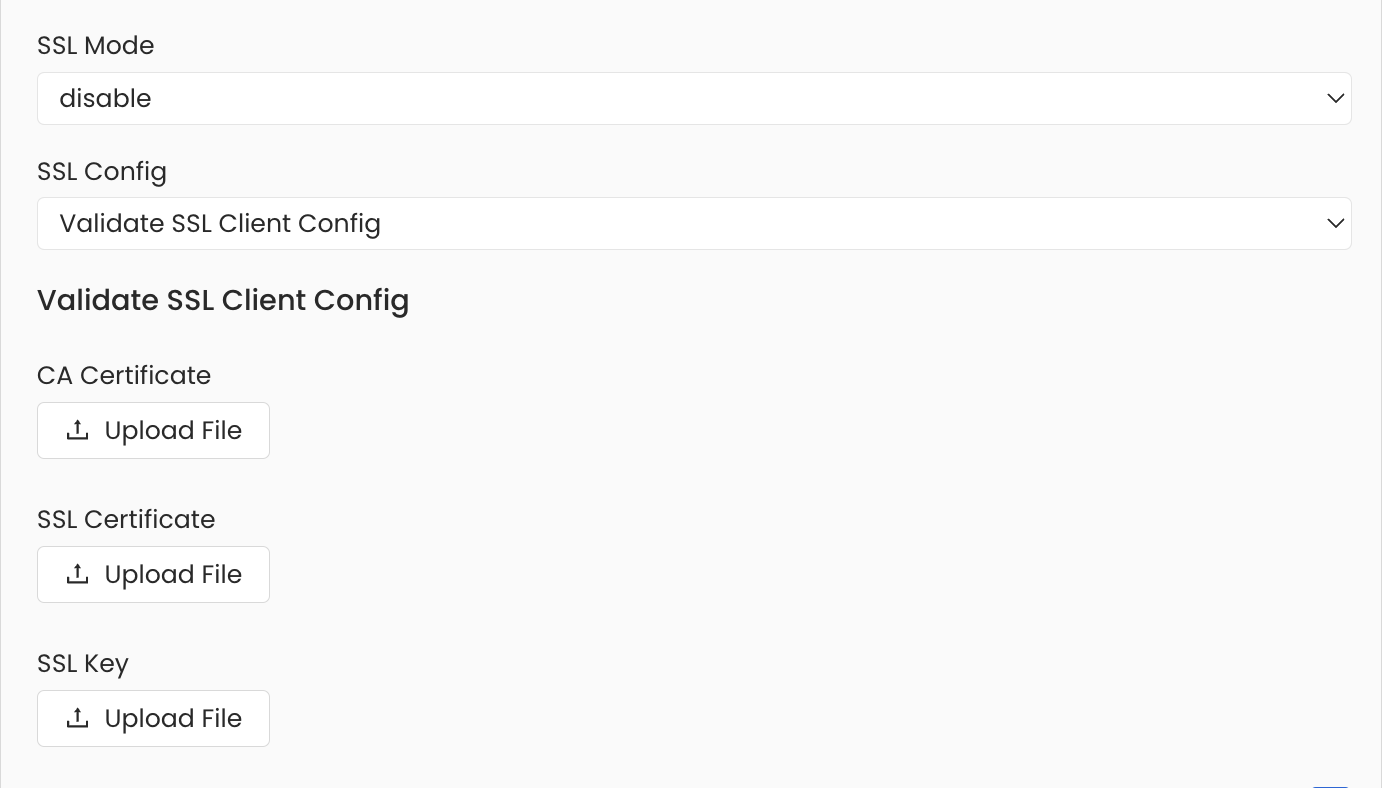 SSL Mode
disable
SSL Config
Validate SSL Client Config
Validate SSL Client Config
CA Certificate
Upload File
SSL Certificate
Upload File
SSL Key
Upload File